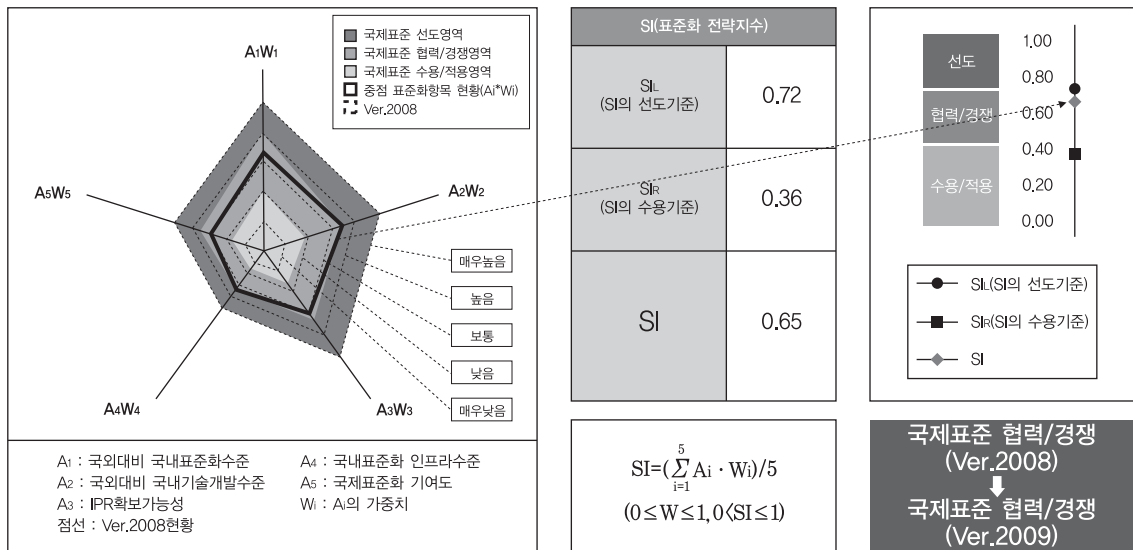 국제표준 선도영역
국제표준 협력/경쟁영역
국제표준 수용/적용영역
중점 표준화항목 현황(Ai*Wi)
Ver.2008
A1W1
A2W2
A3W3
A4W4
A5W5
매우높음
높음
보통
낮음
매우낮음
A1 : 국외대비 국내표준화수준
A2 : 국외대비 국내기술개발수준
A3 : IPR확보가능성
점선 : Ver.2008현황
A4 : 국내표준화 인프라수준
A5 : 국제표준화 기여도
Wi : Ai의 가중치
SI(표준화 전략지수)
SIL
(SI의 선도기준)
0.72
SIR
(SI의 수용기준)
0.36
SI
0.65
SI=(∑Ai · Wi)/5
5
i=1
(0≤W≤1, 0〈SI≤1)
선도
협력/경쟁
수용/적용
1.00
0.80
0.60
0.40
0.20
0.00
SIL(SI의 선도기준)
SIR(SI의 수용기준)
SI
국제표준 협력/경쟁
(Ver.2008)
국제표준 협력/경쟁
(Ver.2009)